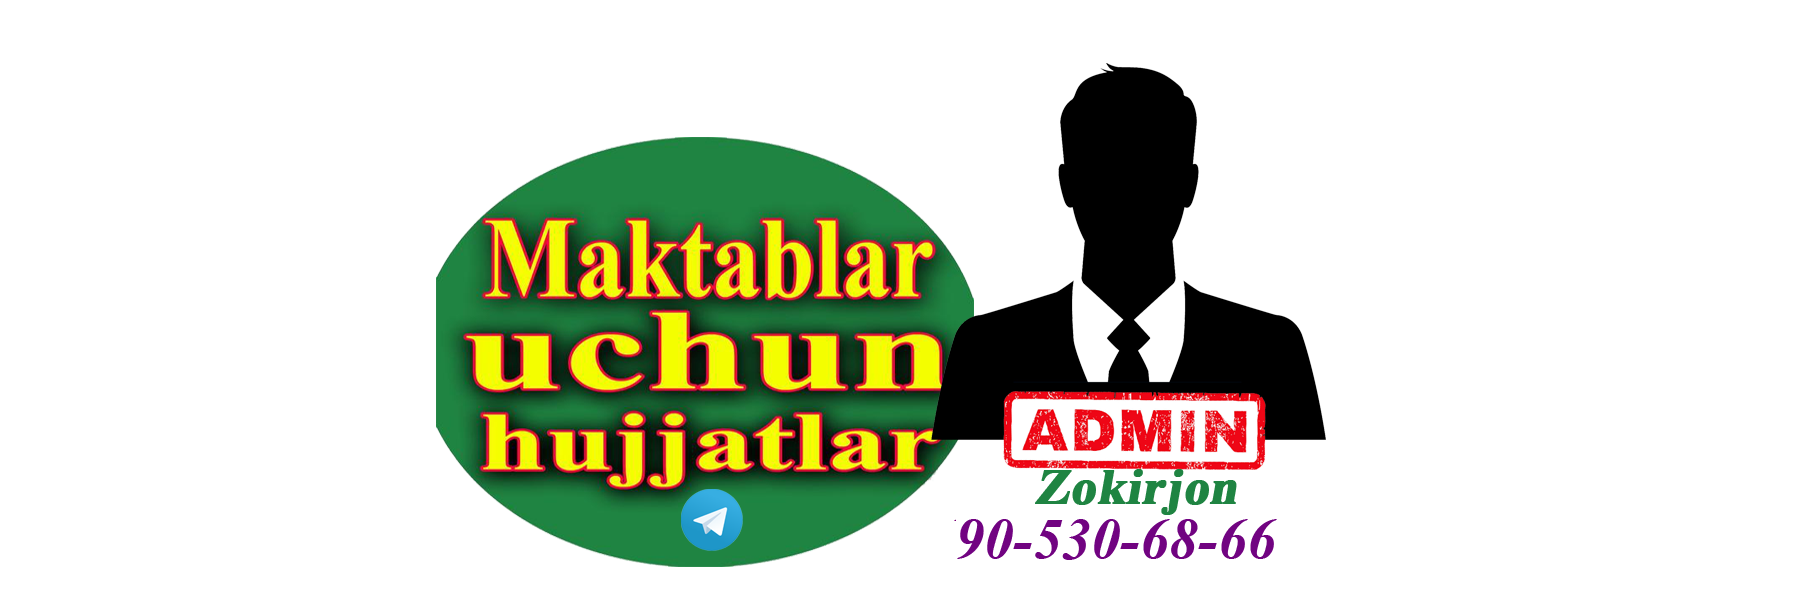 Maktablar
uchun
hujjatlar
ADMIN
Zokirjon
90-530-68-66